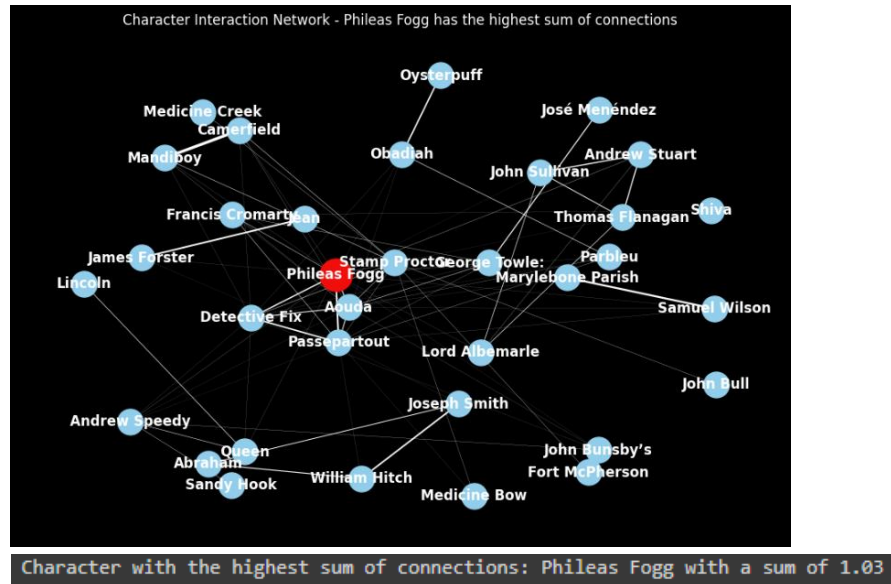 Character Interaction Network - Phileas Fogg has the highest sum of connections
Oysterpuff
Medicine Creek
José Menéndez
Camerfield
Mandiboy
Obadiah
Andrew Stuart
John Sullivan
Francis Cromarty
Jean
Thomas Flanagan
Shiva
James Forster
Stamp Proctor
George Towle:
Parbleu
Phileas Fogg
Marylebone Parish
Lincoln
Aouda
Samuel Wilson
Detective Fix
Passepartout
Lord Albemarle
John Bull
Joseph Smith
Andrew Speedy
Queen
John Bunsby’s
Abraham
Fort McPherson
Sandy Hook
William Hitch
Medicine Bow
Character with the highest sum of connections: Phileas Fogg with a sum of 1.03